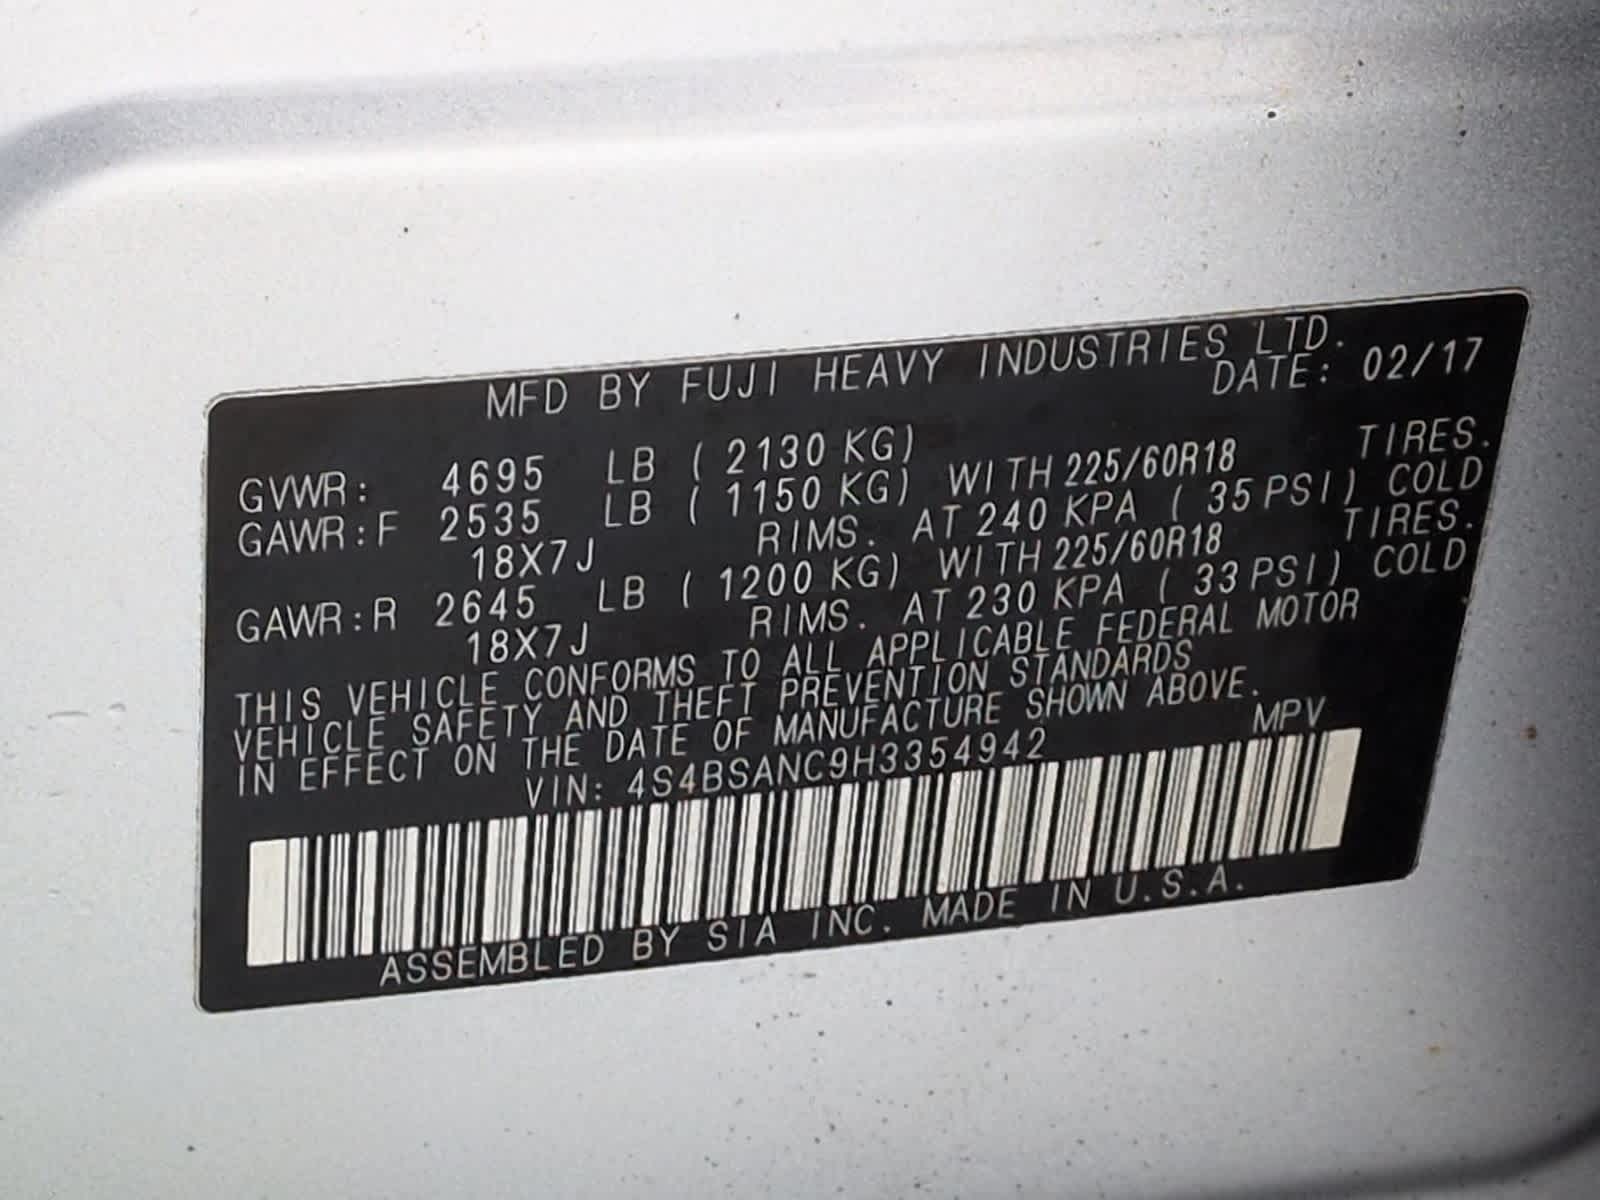 MFD BY FUJI HEAVY INDUSTRIES LTD.
DATE: 02/17
GVWR: 4695 LB ( 2130 KG)
GAWR:F 2535 LB ( 1150 KG) WITH 225/60R18 TIRES.
18X7J RIMS. AT 240 KPA ( 35 PSI) COLD
GAWR:R 2645 LB ( 1200 KG) WITH 225/60R18 TIRES.
18X7J RIMS. AT 230 KPA ( 33 PSI) COLD
THIS VEHICLE CONFORMS TO ALL APPLICABLE FEDERAL MOTOR
VEHICLE SAFETY AND THEFT PREVENTION STANDARDS
IN EFFECT ON THE DATE OF MANUFACTURE SHOWN ABOVE.
VIN: 4S4BSANC9H3354942 MPV
ASSEMBLED BY SIA INC. MADE IN U.S.A.